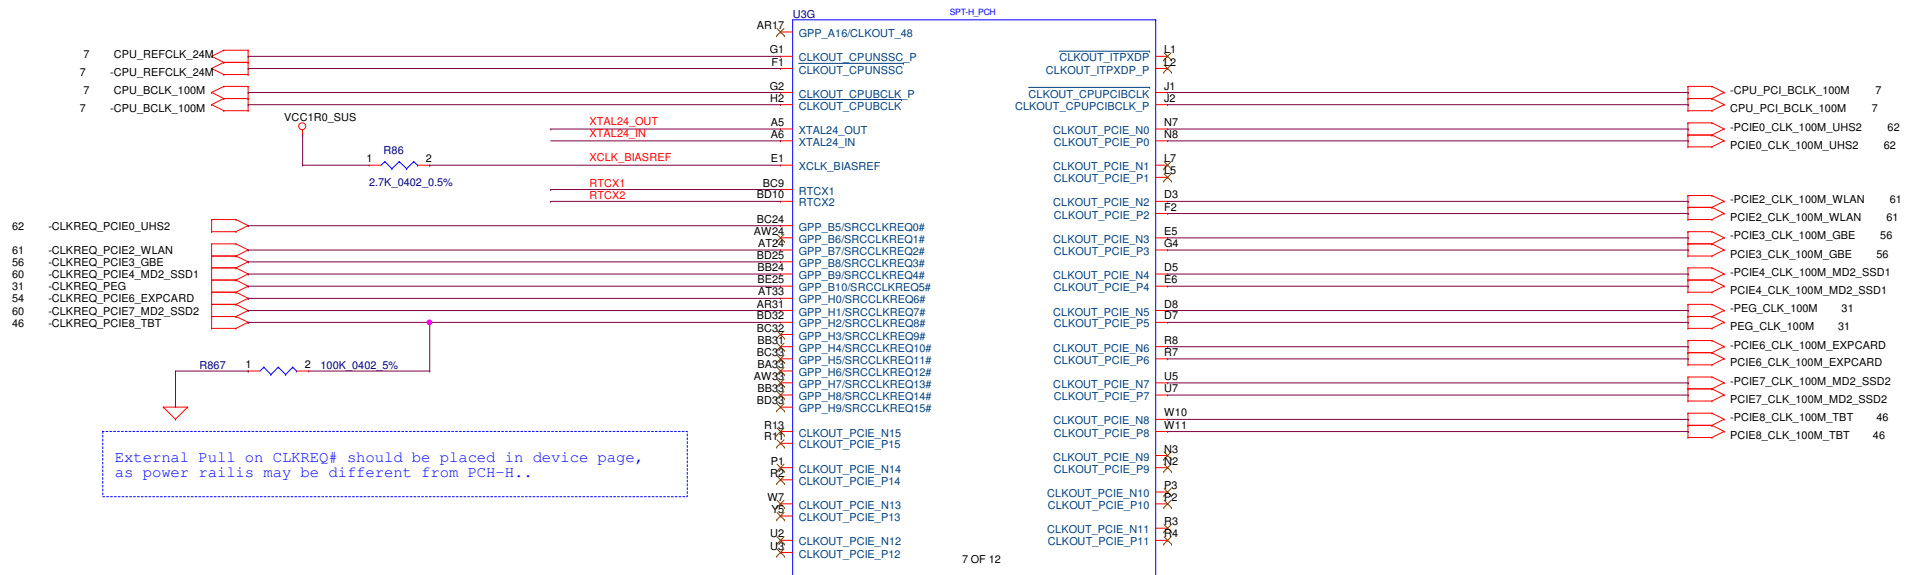 U3G
SPT-H_PCH
AR17
GPP_A16/CLKOUT_48
7 CPU_REFCLK_24M
G1
CLKOUT_CPUNSSC_P
7 -CPU_REFCLK_24M
F1
CLKOUT_CPUNSSC
7 CPU_BCLK_100M
G2
CLKOUT_CPUBCLK_P
7 -CPU_BCLK_100M
H2
CLKOUT_CPUBCLK
VCC1R0_SUS
XTAL24_OUT
A5
XTAL24_OUT
XTAL24_IN
A6
XTAL24_IN
R86
1 2
2.7K_0402_0.5%
XCLK_BIASREF
E1
XCLK_BIASREF
RTCX1
BC9
RTCX1
RTCX2
BD10
RTCX2
62 -CLKREQ_PCIE0_UHS2
BC24
GPP_B5/SRCCLKREQ0#
AW24
GPP_B6/SRCCLKREQ1#
61 -CLKREQ_PCIE2_WLAN
AT24
GPP_B7/SRCCLKREQ2#
56 -CLKREQ_PCIE3_GBE
BD25
GPP_B8/SRCCLKREQ3#
60 -CLKREQ_PCIE4_MD2_SSD1
BB24
GPP_B9/SRCCLKREQ4#
31 -CLKREQ_PEG
BE25
GPP_B10/SRCCLKREQ5#
54 -CLKREQ_PCIE6_EXPCARD
AT33
GPP_H0/SRCCLKREQ6#
60 -CLKREQ_PCIE7_MD2_SSD2
AR31
GPP_H1/SRCCLKREQ7#
46 -CLKREQ_PCIE8_TBT
BD32
GPP_H2/SRCCLKREQ8#
BC32
GPP_H3/SRCCLKREQ9#
BB31
GPP_H4/SRCCLKREQ10#
BC33
GPP_H5/SRCCLKREQ11#
BA33
GPP_H6/SRCCLKREQ12#
AW33
GPP_H7/SRCCLKREQ13#
BB33
GPP_H8/SRCCLKREQ14#
BD33
GPP_H9/SRCCLKREQ15#
R867 1 2 100K_0402_5%
External Pull on CLKREQ# should be placed in device page,
as power railis may be different from PCH-H..
R13
CLKOUT_PCIE_N15
R11
CLKOUT_PCIE_P15
P1
CLKOUT_PCIE_N14
R2
CLKOUT_PCIE_P14
W7
CLKOUT_PCIE_N13
Y5
CLKOUT_PCIE_P13
U2
CLKOUT_PCIE_N12
U3
CLKOUT_PCIE_P12
CLKOUT_ITPXDP
L1
CLKOUT_ITPXDP_P
L2
CLKOUT_CPUPCIBCLK
J1
-CPU_PCI_BCLK_100M 7
CLKOUT_CPUPCIBCLK_P
J2
CPU_PCI_BCLK_100M 7
CLKOUT_PCIE_N0
N7
-PCIE0_CLK_100M_UHS2 62
CLKOUT_PCIE_P0
N8
PCIE0_CLK_100M_UHS2 62
CLKOUT_PCIE_N1
L7
CLKOUT_PCIE_P1
L5
CLKOUT_PCIE_N2
D3
-PCIE2_CLK_100M_WLAN 61
CLKOUT_PCIE_P2
F2
PCIE2_CLK_100M_WLAN 61
CLKOUT_PCIE_N3
E5
-PCIE3_CLK_100M_GBE 56
CLKOUT_PCIE_P3
G4
PCIE3_CLK_100M_GBE 56
CLKOUT_PCIE_N4
D5
-PCIE4_CLK_100M_MD2_SSD1
CLKOUT_PCIE_P4
E6
PCIE4_CLK_100M_MD2_SSD1
CLKOUT_PCIE_N5
D8
-PEG_CLK_100M 31
CLKOUT_PCIE_P5
D7
PEG_CLK_100M 31
CLKOUT_PCIE_N6
R8
-PCIE6_CLK_100M_EXPCARD
CLKOUT_PCIE_P6
R7
PCIE6_CLK_100M_EXPCARD
CLKOUT_PCIE_N7
U5
-PCIE7_CLK_100M_MD2_SSD2
CLKOUT_PCIE_P7
U7
PCIE7_CLK_100M_MD2_SSD2
CLKOUT_PCIE_N8
W10
-PCIE8_CLK_100M_TBT 46
CLKOUT_PCIE_P8
W11
PCIE8_CLK_100M_TBT 46
CLKOUT_PCIE_N9
N3
CLKOUT_PCIE_P9
N2
CLKOUT_PCIE_N10
P3
CLKOUT_PCIE_P10
P2
CLKOUT_PCIE_N11
R3
CLKOUT_PCIE_P11
R4
7 OF 12